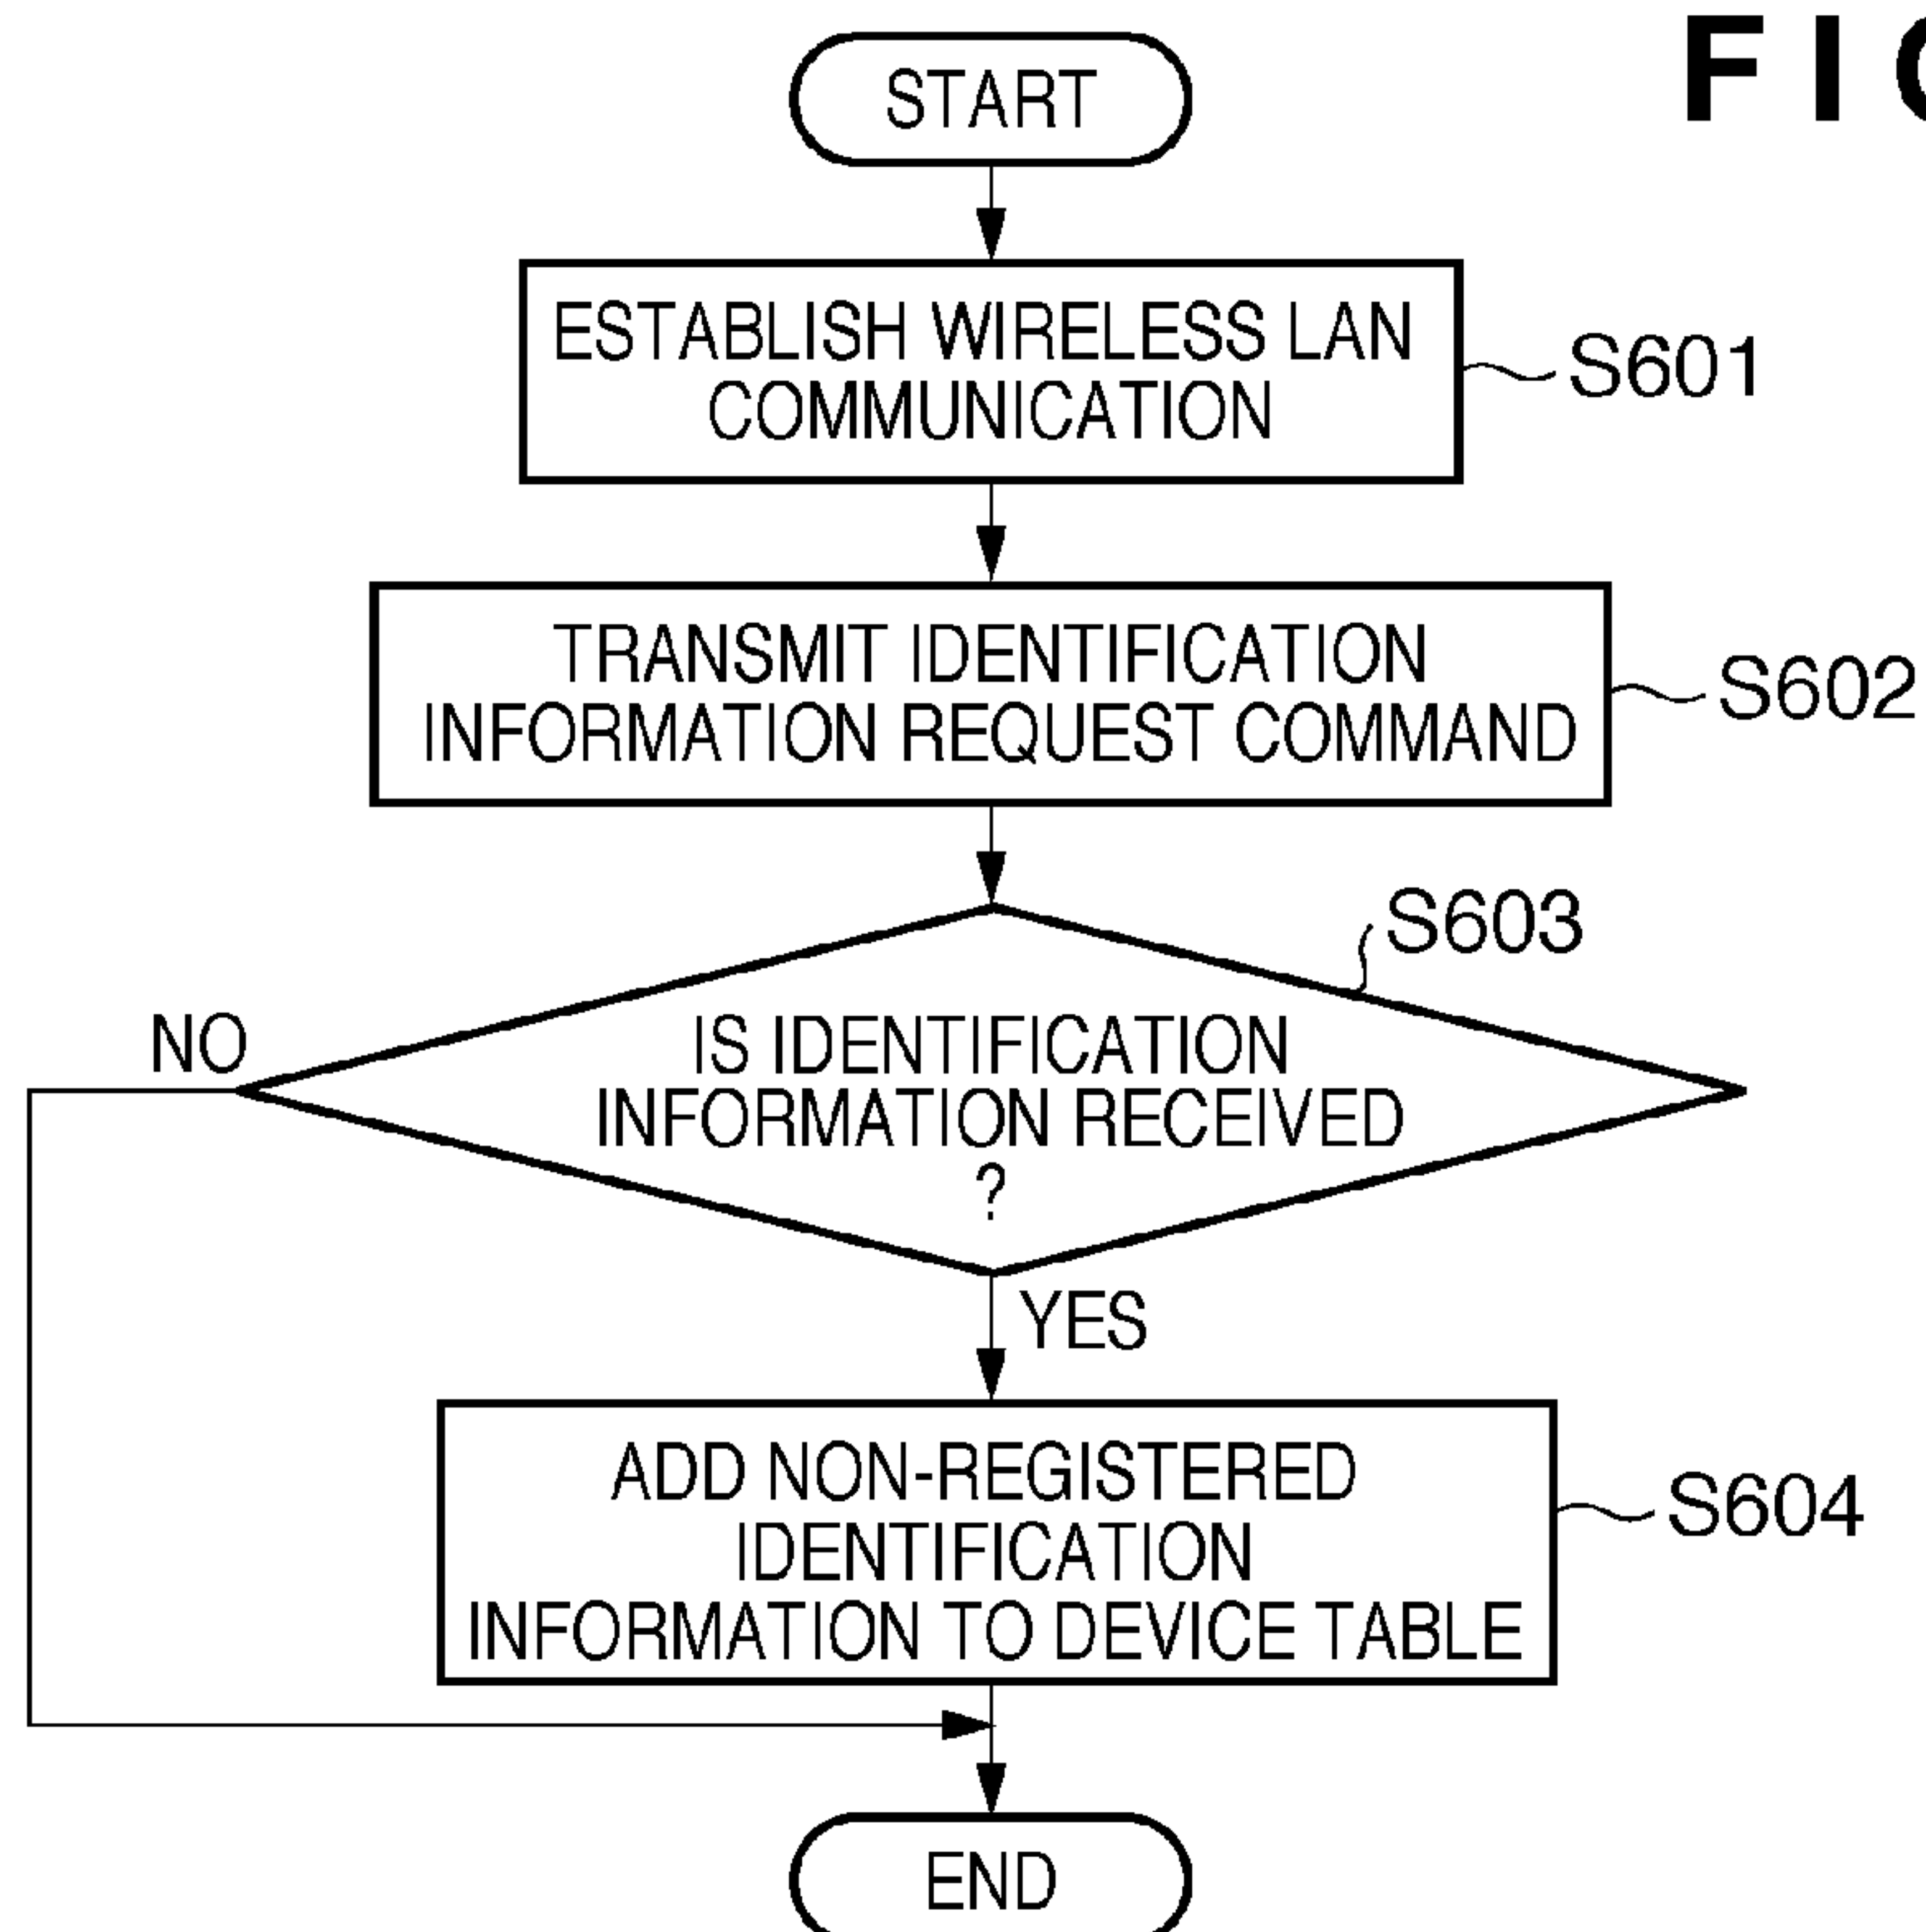 FI
START
ESTABLISH WIRELESS LAN
COMMUNICATION
S601
TRANSMIT IDENTIFICATION
INFORMATION REQUEST COMMAND
S602
S603
NO
IS IDENTIFICATION
INFORMATION RECEIVED
?
YES
ADD NON-REGISTERED
IDENTIFICATION
INFORMATION TO DEVICE TABLE
S604
END